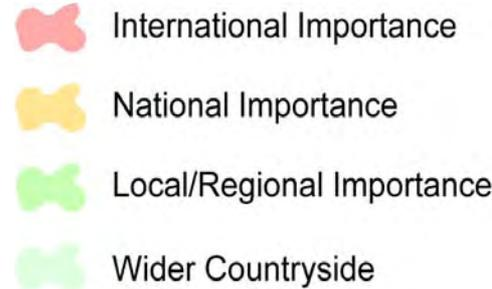 International Importance
National Importance
Local/Regional Importance
Wider Countryside